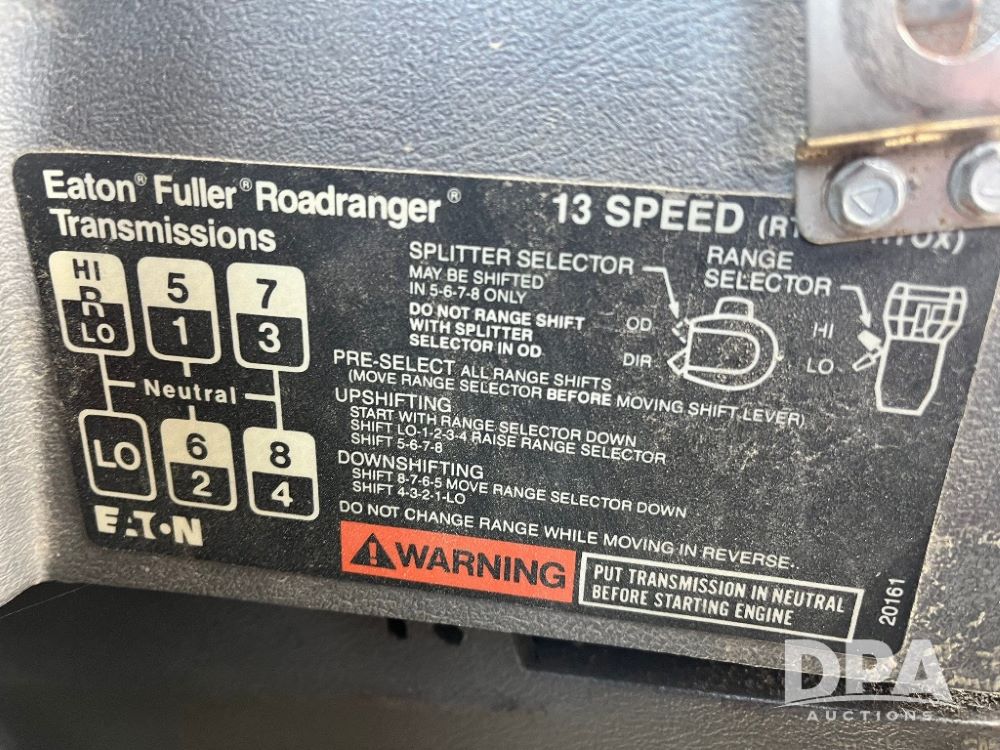 Eaton® Fuller® Roadranger®
Transmissions
13 SPEED
HI
R
LO
5
1
7
3
Neutral
LO
6
2
8
4
EATON
SPLITTER SELECTOR
MAY BE SHIFTED
IN 5-6-7-8 ONLY
DO NOT RANGE SHIFT
WITH SPLITTER
SELECTOR IN OD
OD
DIR
RANGE
SELECTOR
HI
LO
PRE-SELECT ALL RANGE SHIFTS
(MOVE RANGE SELECTOR BEFORE MOVING SHIFT LEVER)
UPSHIFTING
START WITH RANGE SELECTOR DOWN
SHIFT LO-1-2-3-4 RAISE RANGE SELECTOR
SHIFT 5-6-7-8
DOWNSHIFTING
SHIFT 8-7-6-5 MOVE RANGE SELECTOR DOWN
SHIFT 4-3-2-1-LO
DO NOT CHANGE RANGE WHILE MOVING IN REVERSE.
WARNING
PUT TRANSMISSION IN NEUTRAL
BEFORE STARTING ENGINE
20161
DPA
AUCTIONS